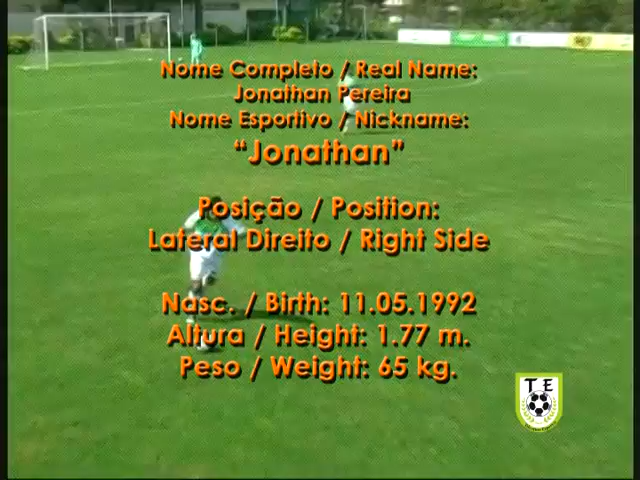 Nome Completo / Real Name:
Jonathan Pereira
Nome Esportivo / Nickname:
“Jonathan”
Posição / Position:
Lateral Direito / Right Side
Nasc. / Birth: 11.05.1992
Altura / Height: 1.77 m.
Peso / Weight: 65 kg.
T E